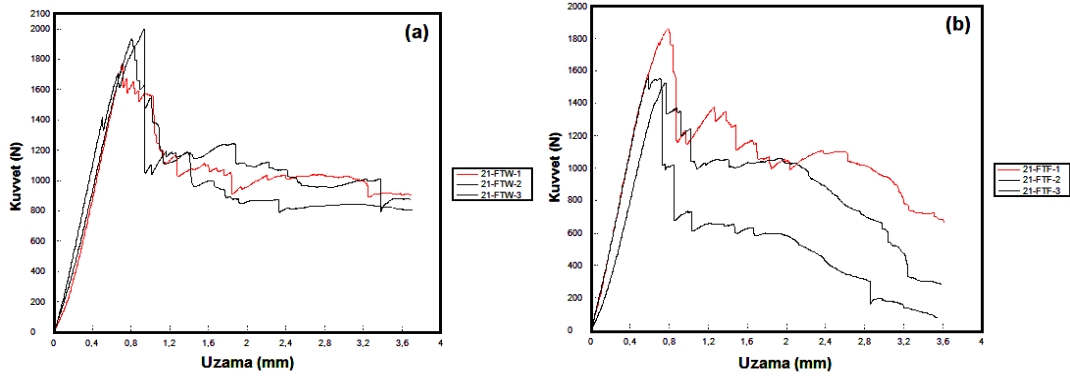 (a)
Kuvvet (N)
2000
1800
1600
1400
1200
1000
800
600
400
200
0
0 0,4 0,8 1,2 1,6 2 2,4 2,8 3,2 3,6 4
Uzama (mm)
21-FTW-1
21-FTW-2
21-FTW-3
(b)
Kuvvet (N)
2000
1800
1600
1400
1200
1000
800
600
400
200
0
0 0,4 0,8 1,2 1,6 2 2,4 2,8 3,2 3,6 4
Uzama (mm)
21-FTF-1
21-FTF-2
21-FTF-3